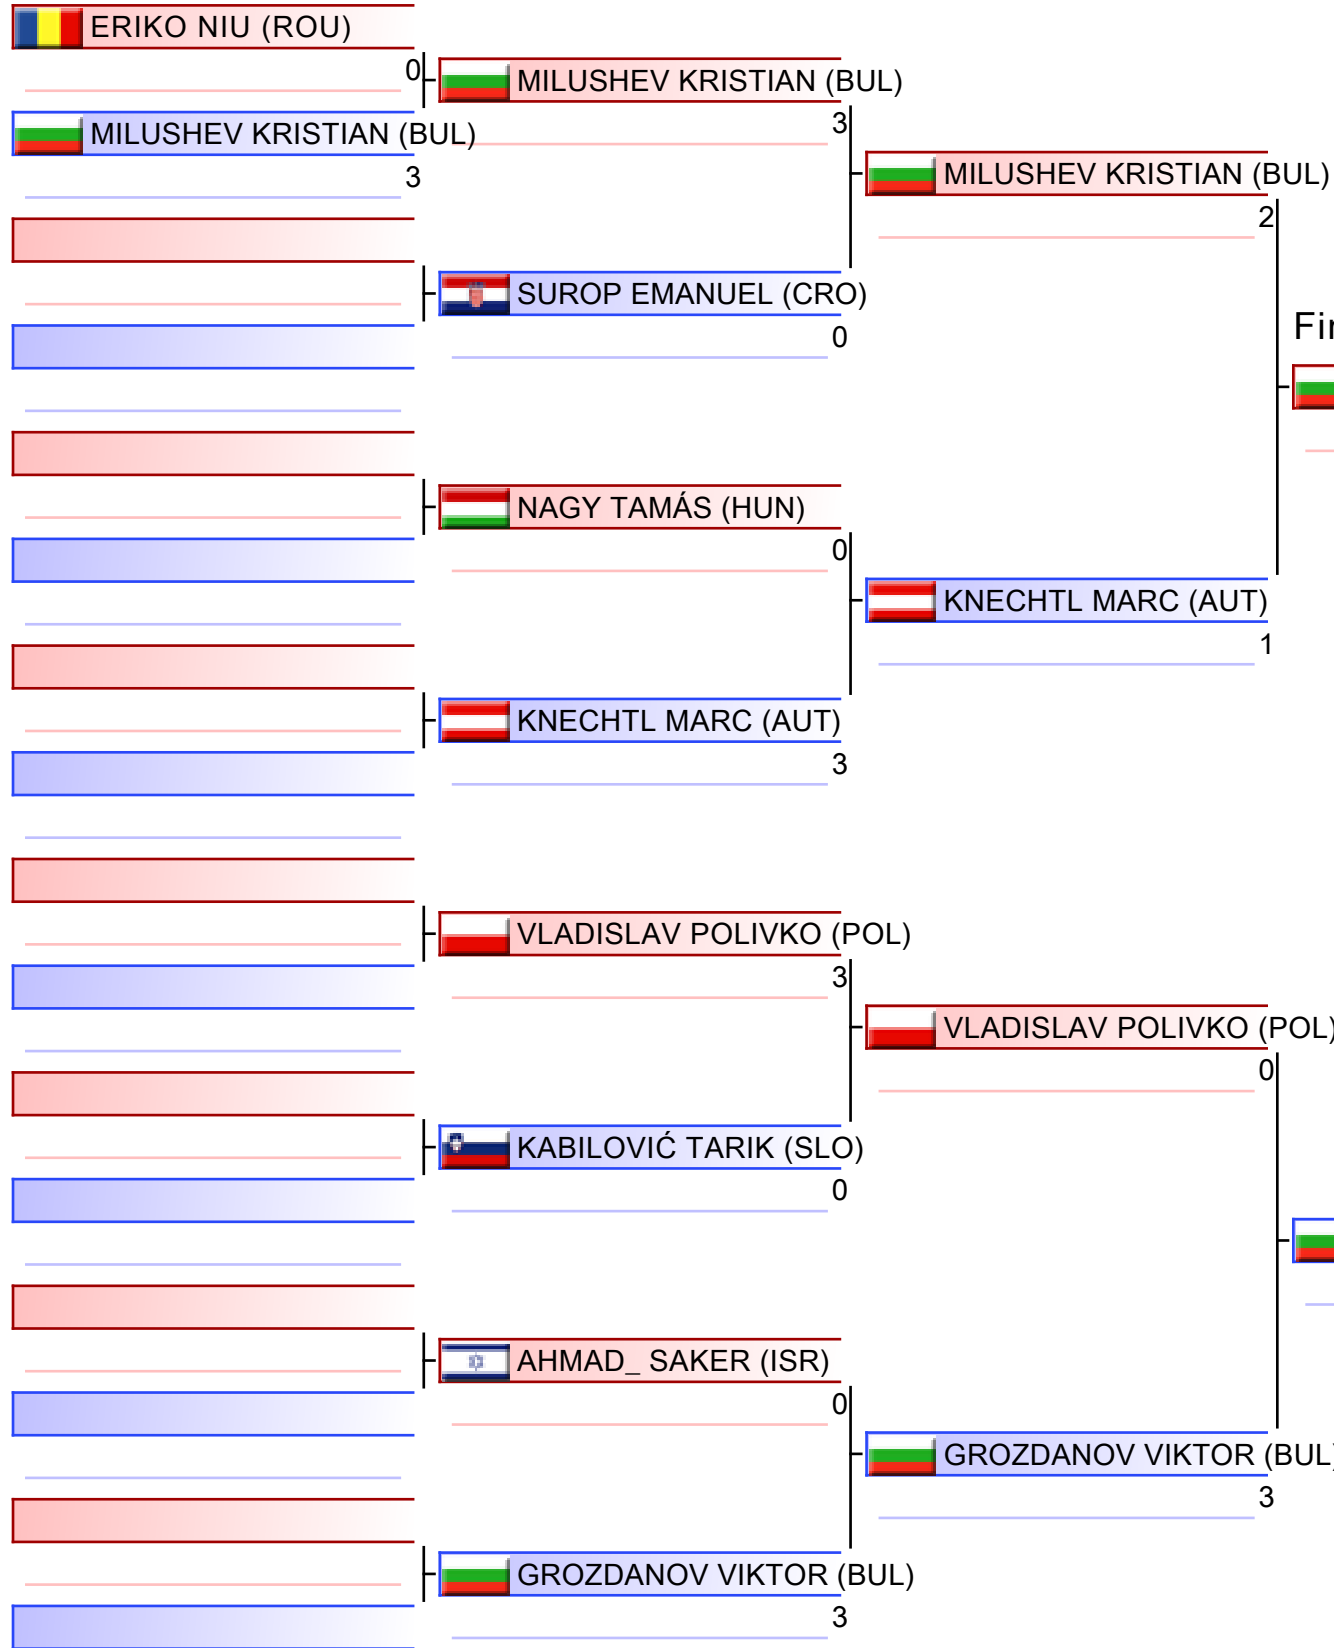 ERIKO NIU (ROU)
0
MILUSHEV KRISTIAN (BUL)
3
MILUSHEV KRISTIAN (BUL)
3
SUROP EMANUEL (CRO)
0
NAGY TAMÁS (HUN)
0
KNECHTL MARC (AUT)
3
VLADISLAV POLIVKO (POL)
3
KABILOVIĆ TARIK (SLO)
0
AHMAD_ SAKER (ISR)
0
GROZDANOV VIKTOR (BUL)
3
MILUSHEV KRISTIAN (BUL)
2
KNECHTL MARC (AUT)
1
VLADISLAV POLIVKO (POL)
0
GROZDANOV VIKTOR (BUL)
3